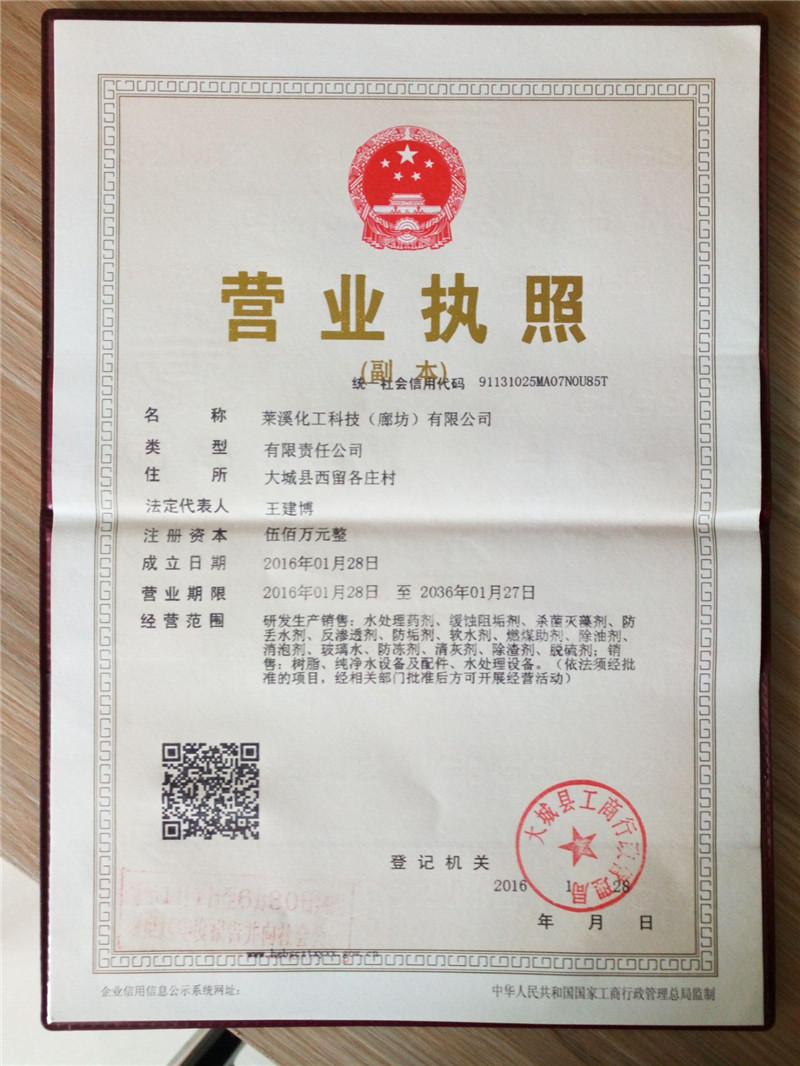 营业执照
(副 本)
统一社会信用代码 91131025MA07N0U85T
名 称 莱溪化工科技（廊坊）有限公司
类 型 有限责任公司
住 所 大城县西留各庄村
法定代表人 王建博
注册资本 伍佰万元整
成立日期 2016年01月28日
营业期限 2016年01月28日 至 2036年01月27日
经营范围 研发生产销售：水处理药剂、缓蚀阻垢剂、杀菌灭藻剂、防
丢水剂、反渗透剂、防垢剂、软水剂、燃煤助剂、除油剂、
消泡剂、玻璃水、防冻剂、清灰剂、除渣剂、脱硫剂；销
售：树脂、纯净水设备及配件、水处理设备。（依法须经批
准的项目，经相关部门批准后方可开展经营活动）
大城县工商行政管理局
登记机关
2016 1 28
年 月 日
企业信用信息公示系统网址：
中华人民共和国国家工商行政管理总局监制